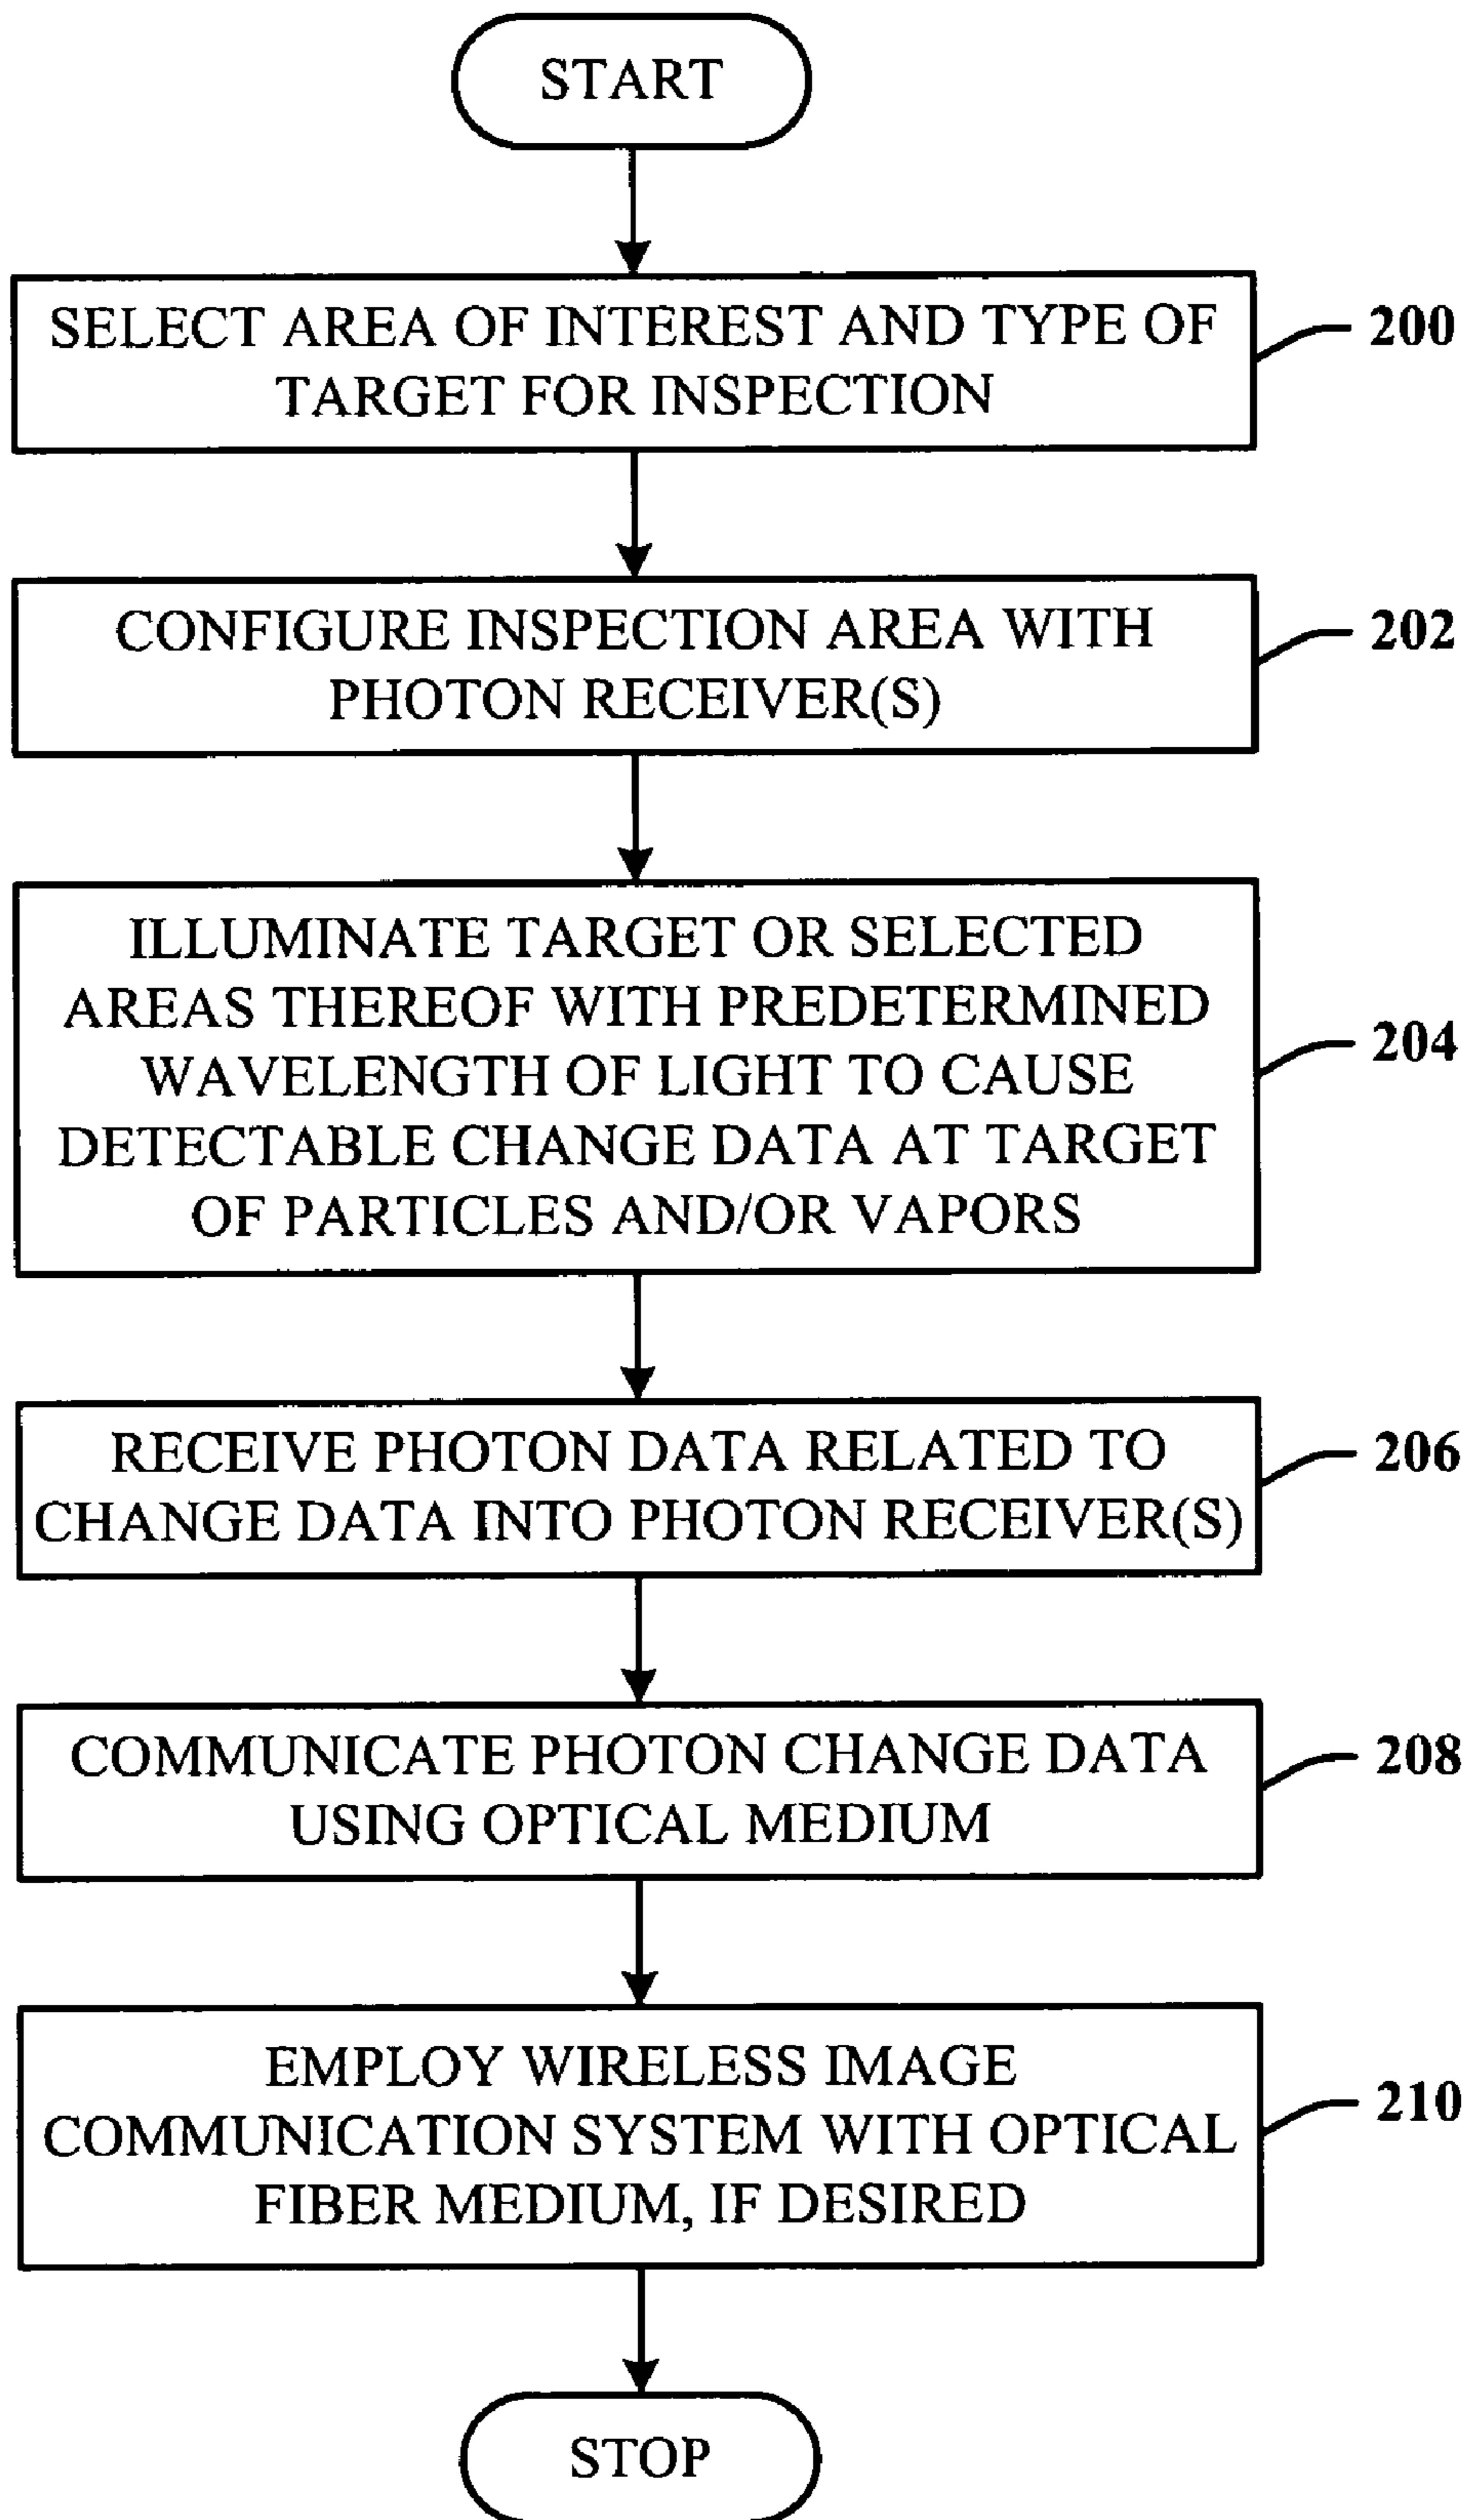 START
SELECT AREA OF INTEREST AND TYPE OF
TARGET FOR INSPECTION
200
CONFIGURE INSPECTION AREA WITH
PHOTON RECEIVER(S)
202
ILLUMINATE TARGET OR SELECTED
AREAS THEREOF WITH PREDETERMINED
WAVELENGTH OF LIGHT TO CAUSE
DETECTABLE CHANGE DATA AT TARGET
OF PARTICLES AND/OR VAPORS
204
RECEIVE PHOTON DATA RELATED TO
CHANGE DATA INTO PHOTON RECEIVER(S)
206
COMMUNICATE PHOTON CHANGE DATA
USING OPTICAL MEDIUM
208
EMPLOY WIRELESS IMAGE
COMMUNICATION SYSTEM WITH OPTICAL
FIBER MEDIUM, IF DESIRED
210
STOP